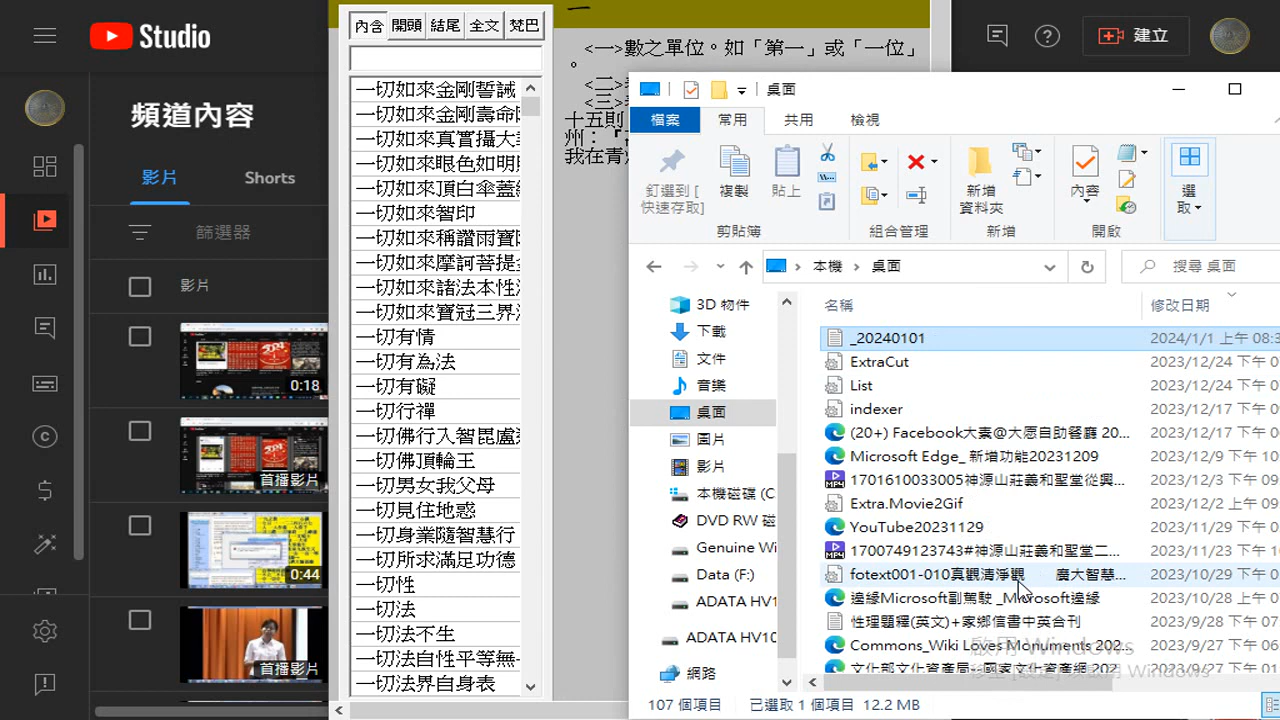 Studio
頻道內容
影片
Shorts
篩選器
影片
0:18
首播影片
0:44
首播影片
內含 開頭 結尾 全文 梵巴
一切如來金剛誓誡
一切如來金剛壽命
一切如來真實攝大
一切如來眼色如明
一切如來頂白傘蓋
一切如來智印
一切如來稱讚雨寶
一切如來摩訶菩提
一切如來諸法本性
一切如來寶冠三界
一切有情
一切有為法
一切有礙
一切行禪
一切佛行入智毘盧
一切佛頂輪王
一切男女我父母
一切見住地惑
一切身業隨智慧行
一切所求滿足功德
一切性
一切法
一切法不生
一切法自性平等無
一切法界自身表
一
<一>數之單位。如「第一」或「一位」
。
<二>
<三>
十五則
州：『
我在青
建立
桌面
檔案 常用 共用 檢視
釘選到 [
快速存取]
複製
貼上
新增
資料夾
內容
選
取
剪貼簿 組合管理 新增 開啟
本機 桌面
搜尋 桌面
3D 物件
下載
文件
音樂
桌面
圖片
影片
本機磁碟 (C
DVD RW 磁
Genuine Wi
Data (F:)
ADATA HV1
ADATA HV10
網路
名稱 修改日期
_20240101 2024/1/1 上午 08:3
ExtraCut 2023/12/24 下午 0
List 2023/12/24 下午 0
indexer 2023/12/17 下午 0
(20+) Facebook大素@大愿自助餐廳 20... 2023/12/17 下午 0
Microsoft Edge_ 新增功能20231209 2023/12/9 下午 10
1701610033005神源山莊義和聖堂從興... 2023/12/3 下午 09
Extra.Movie2Gif 2023/12/2 上午 0
YouTube20231129 2023/11/29 下午 0
1700749123743#神源山莊義和聖堂二... 2023/11/23 下午 10
fotext001-010真觀清淨觀 廣大智慧... 2023/10/29 下午 0
邊緣Microsoft副駕駛 _Microsoft邊緣 2023/10/28 上午 0
性理題釋(英文)+家鄉信書中英合刊 2023/9/28 下午 07
Commons_Wiki Loves Monuments 202... 2023/9/27 下午 06
文化部文化資產局 國家文化資產網 202 2023/9/27 下午 01
啟用 Windows
107 個項目 已選取 1 個項目 12.2 MB